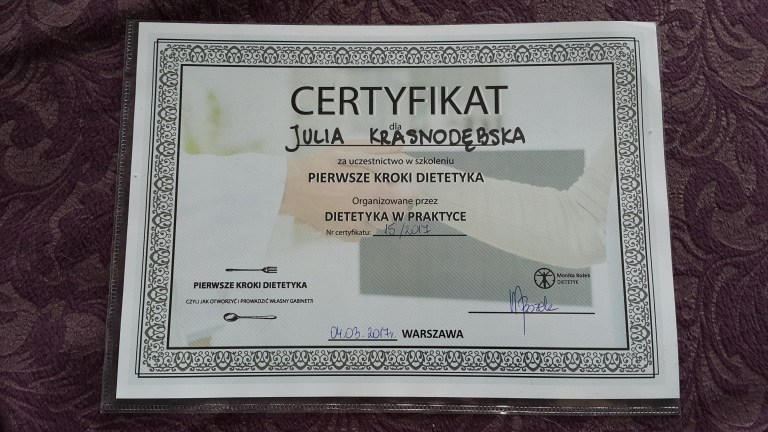 CERTYFIKAT
dla
JULIA KRASNODĘBSKA
za uczestnictwo w szkoleniu
PIERWSZE KROKI DIETETYKA
Organizowane przez
DIETETYKA W PRAKTYCE
Nr certyfikatu: 15/2017
PIERWSZE KROKI DIETETYKA
CZYLI JAK OTWORZYĆ I PROWADZIĆ WŁASNY GABINET?
Monika
DIETETYK
04.03.2017r. WARSZAWA